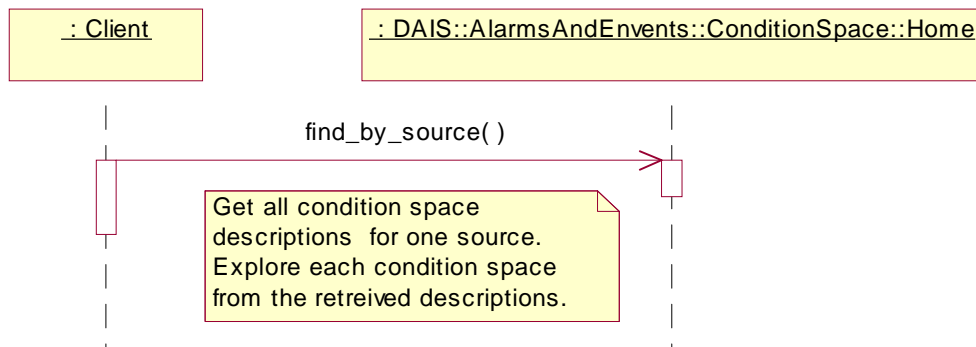 : Client
: DAIS::AlarmsAndEnvents::ConditionSpace::Home
find_by_source( )
Get all condition space
descriptions for one source.
Explore each condition space
from the retreived descriptions.